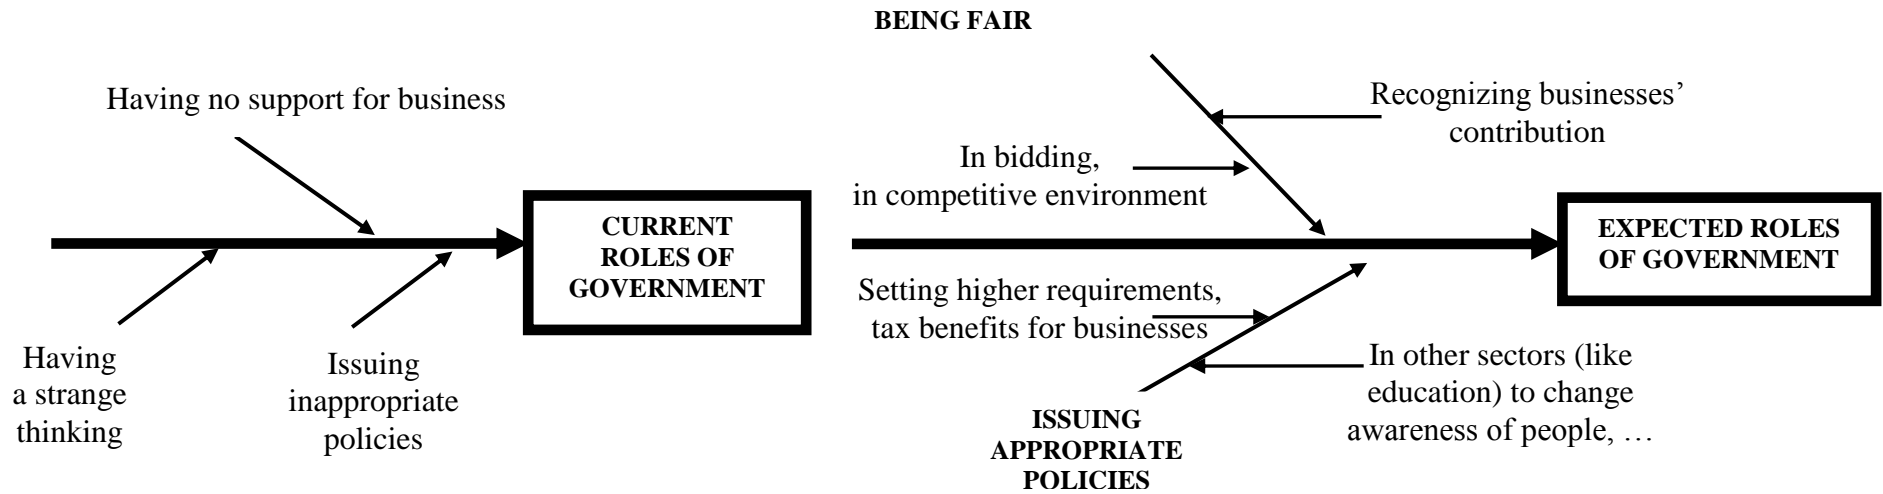 Having no support for business
Having
a strange
thinking
Issuing
inappropriate
policies
CURRENT
ROLES OF
GOVERNMENT
BEING FAIR
Recognizing businesses’
contribution
In bidding,
in competitive environment
Setting higher requirements,
tax benefits for businesses
In other sectors (like
education) to change
awareness of people, …
ISSUING
APPROPRIATE
POLICIES
EXPECTED ROLES
OF GOVERNMENT